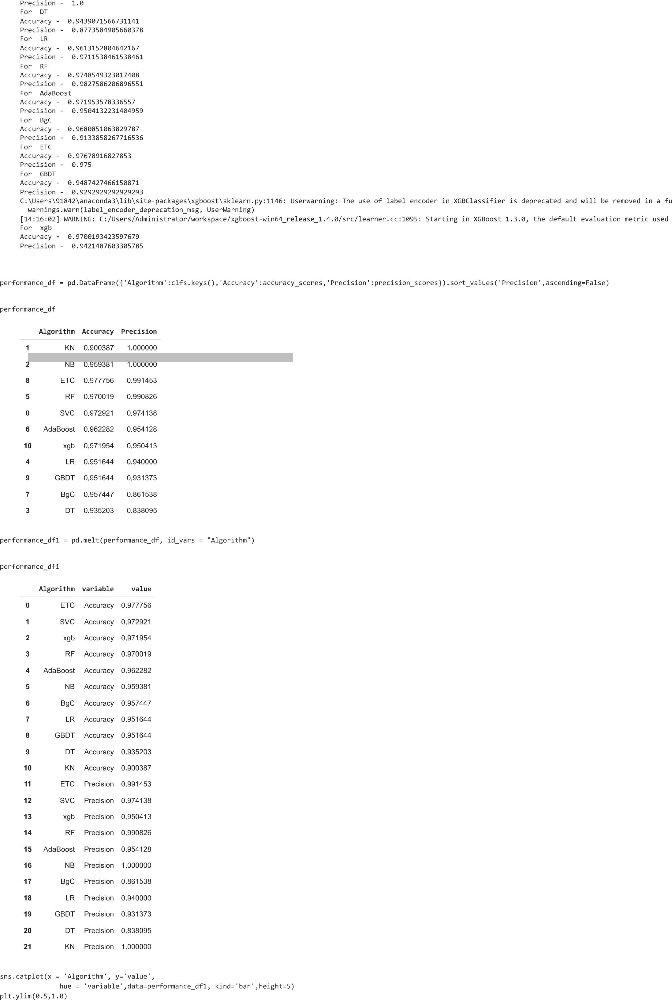 Precision -  1.0
For  DT
Accuracy -  0.9439071566731141
Precision -  0.8773584905660378
For  LR
Accuracy -  0.9613152804642167
Precision -  0.9711538461538461
For  RF
Accuracy -  0.9748549323017408
Precision -  0.9827586206896551
For  AdaBoost
Accuracy -  0.971953578336557
Precision -  0.9504132231404959
For  BgC
Accuracy -  0.9680851063829787
Precision -  0.9133858267716536
For  ETC
Accuracy -  0.97678916827853
Precision -  0.975
For  GBDT
Accuracy -  0.9487427466150871
Precision -  0.9292929292929293
C:\Users\91842\anaconda3\lib\site-packages\xgboost\sklearn.py:1146: UserWarning: The use of label encoder in XGBClassifier is deprecated and will be removed in a fu
  warnings.warn(label_encoder_deprecation_msg, UserWarning)
[14:16:02] WARNING: C:/Users/Administrator/workspace/xgboost-win64_release_1.4.0/src/learner.cc:1095: Starting in XGBoost 1.3.0, the default evaluation metric used
For  xgb
Accuracy -  0.9700193423597679
Precision -  0.9421487603305785
performance_df = pd.DataFrame({'Algorithm':clfs.keys(),'Accuracy':accuracy_scores,'Precision':precision_scores}).sort_values('Precision',ascending=False)
performance_df
Algorithm Accuracy Precision
1 KN 0.900387 1.000000
2 NB 0.959381 1.000000
8 ETC 0.977756 0.991453
5 RF 0.970019 0.990826
0 SVC 0.972921 0.974138
6 AdaBoost 0.962282 0.954128
10 xgb 0.971954 0.950413
4 LR 0.951644 0.940000
9 GBDT 0.951644 0.931373
7 BgC 0.957447 0.861538
3 DT 0.935203 0.838095
performance_df1 = pd.melt(performance_df, id_vars = "Algorithm")
performance_df1
Algorithm variable value
0 ETC Accuracy 0.977756
1 SVC Accuracy 0.972921
2 xgb Accuracy 0.971954
3 RF Accuracy 0.970019
4 AdaBoost Accuracy 0.962282
5 NB Accuracy 0.959381
6 BgC Accuracy 0.957447
7 LR Accuracy 0.951644
8 GBDT Accuracy 0.951644
9 DT Accuracy 0.935203
10 KN Accuracy 0.900387
11 ETC Precision 0.991453
12 SVC Precision 0.974138
13 xgb Precision 0.950413
14 RF Precision 0.990826
15 AdaBoost Precision 0.954128
16 NB Precision 1.000000
17 BgC Precision 0.861538
18 LR Precision 0.940000
19 GBDT Precision 0.931373
20 DT Precision 0.838095
21 KN Precision 1.000000
sns.catplot(x = 'Algorithm', y='value',
               hue = 'variable',data=performance_df1, kind='bar',height=5)
plt.ylim(0.5,1.0)